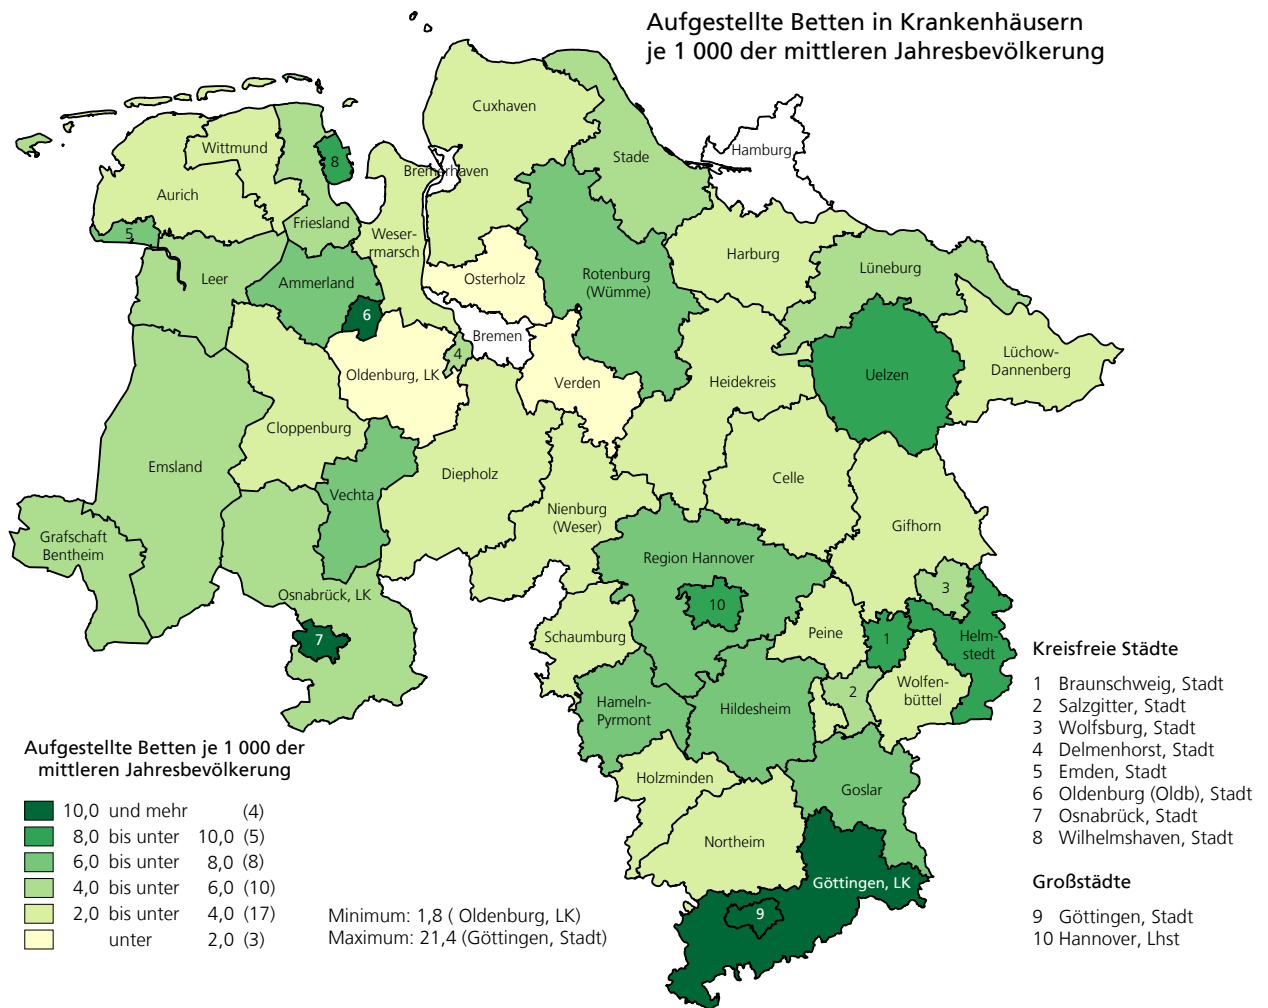 Aufgestellte Betten in Krankenhäusern
je 1 000 der mittleren Jahresbevölkerung
Cuxhaven
Wittmund
8
Stade
Hamburg
Bremerhaven
Aurich
Friesland
5
Weser-
marsch
Harburg
Leer
Ammerland
Osterholz
Rotenburg
(Wümme)
Lüneburg
6
Bremen
4
Oldenburg, LK
Verden
Heidekreis
Uelzen
Lüchow-
Dannenberg
Cloppenburg
Emsland
Diepholz
Celle
Vechta
Nienburg
(Weser)
Gifhorn
Grafschaft
Bentheim
Region Hannover
Osnabrück, LK
10
3
7
Schaumburg
Peine
1
Helm-
stedt
Hameln-
Pyrmont
Hildesheim
2
Wolfen-
büttel
Holzminden
Goslar
Northeim
Göttingen, LK
9
Kreisfreie Städte
1 Braunschweig, Stadt
2 Salzgitter, Stadt
3 Wolfsburg, Stadt
4 Delmenhorst, Stadt
5 Emden, Stadt
6 Oldenburg (Oldb), Stadt
7 Osnabrück, Stadt
8 Wilhelmshaven, Stadt
Großstädte
9 Göttingen, Stadt
10 Hannover, Lhst
Aufgestellte Betten je 1 000 der
mittleren Jahresbevölkerung
10,0 und mehr (4)
8,0 bis unter 10,0 (5)
6,0 bis unter 8,0 (8)
4,0 bis unter 6,0 (10)
2,0 bis unter 4,0 (17)
unter 2,0 (3)
Minimum: 1,8 ( Oldenburg, LK)
Maximum: 21,4 (Göttingen, Stadt)